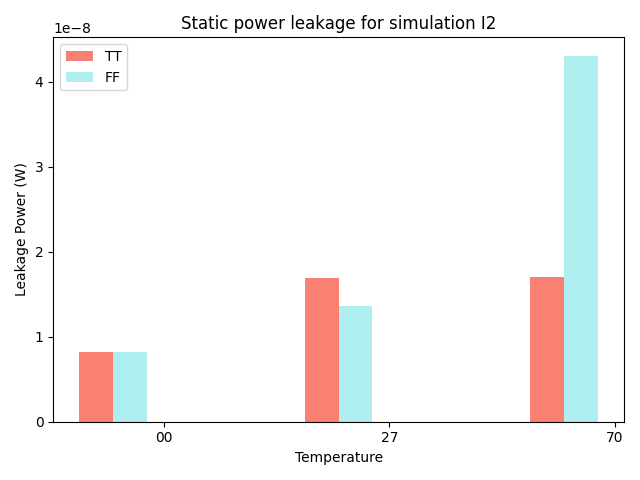 Static power leakage for simulation I2
1e−8
TT
FF
4
3
2
1
0
Leakage Power (W)
00
27
70
Temperature